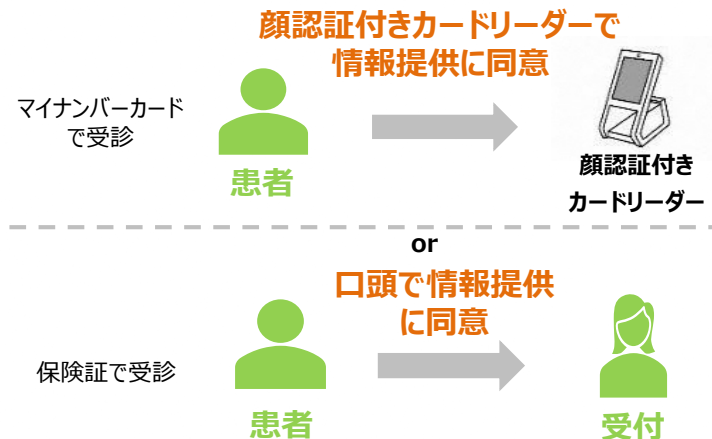 顔認証付きカードリーダーで
情報提供に同意
マイナンバーカード
で受診
患者
顔認証付き
カードリーダー
or
口頭で情報提供
に同意
保険証で受診
患者
受付